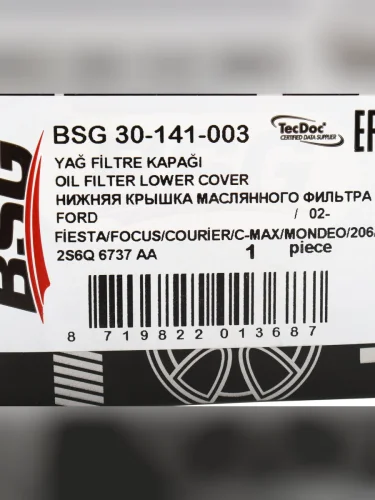 BSG
BSG 30-141-003
TecDoc
CERTIFIED DATA SUPPLIER
YAĞ FİLTRE KAPAĞI
OIL FILTER LOWER COVER
НИЖНЯЯ КРЫШКА МАСЛЯННОГО ФИЛЬТРА
FORD / 02-
FİESTA/FOCUS/COURİER/C-MAX/MONDEO/206
2S6Q 6737 AA 1 piece
8 719822 013687